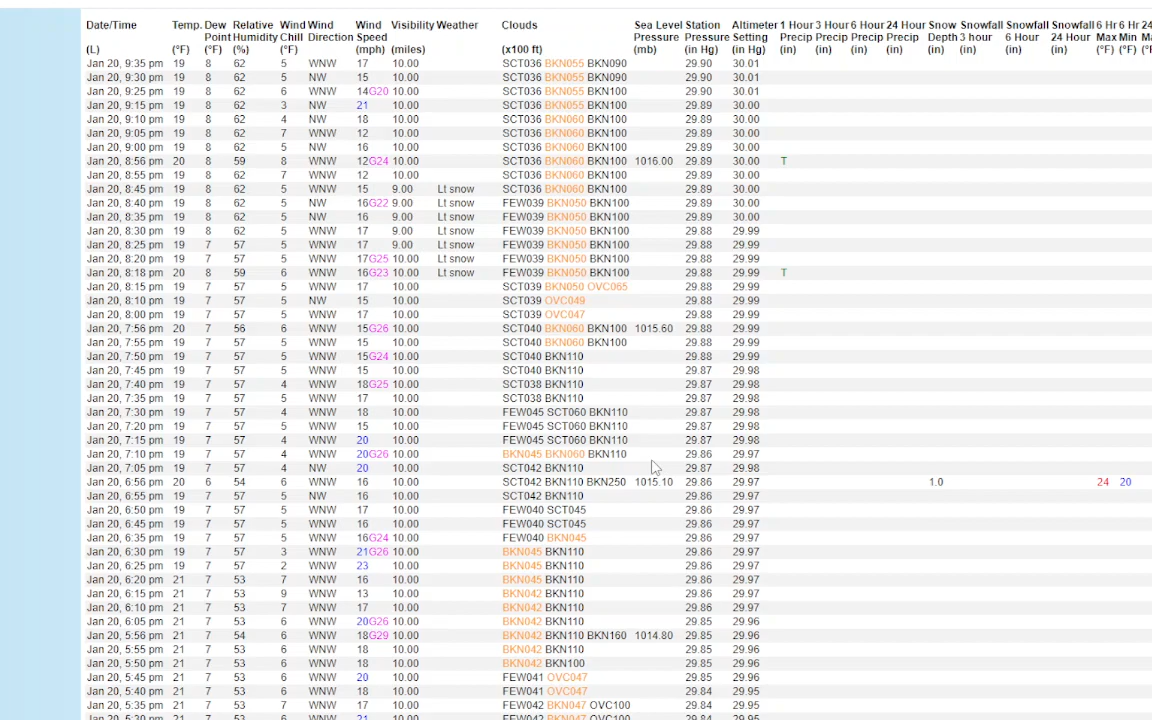 Date/Time Temp. Dew Relative Wind Wind Wind Visibility Weather Clouds Sea Level Station Altimeter 1 Hour 3 Hour 6 Hour 24 Hour Snow Snowfall Snowfall Snowfall 6 Hr 6 Hr 24
Point Humidity Chill Direction Speed Pressure Pressure Setting Precip Precip Precip Precip Depth 3 hour 6 Hour 24 Hour Max Min
(L) (°F) (°F) (%) (°F) (mph) (miles) (x100 ft) (mb) (in Hg) (in Hg) (in) (in) (in) (in) (in) (in) (in) (in) (°F) (°F)
Jan 20, 9:35 pm 19 8 62 5 WNW 17 10.00 SCT036 BKN055 BKN090 29.90 30.01
Jan 20, 9:30 pm 19 8 62 5 NW 15 10.00 SCT036 BKN055 BKN090 29.90 30.01
Jan 20, 9:25 pm 19 8 62 6 WNW 14G20 10.00 SCT036 BKN055 BKN100 29.90 30.01
Jan 20, 9:15 pm 19 8 62 3 NW 21 10.00 SCT036 BKN055 BKN100 29.89 30.00
Jan 20, 9:10 pm 19 8 62 4 NW 18 10.00 SCT036 BKN060 BKN100 29.89 30.00
Jan 20, 9:05 pm 19 8 62 7 WNW 12 10.00 SCT036 BKN060 BKN100 29.89 30.00
Jan 20, 9:00 pm 19 8 62 5 NW 16 10.00 SCT036 BKN060 BKN100 29.89 30.00
Jan 20, 8:56 pm 20 8 59 8 WNW 12G24 10.00 SCT036 BKN060 BKN100 1016.00 29.89 30.00 T
Jan 20, 8:55 pm 19 8 62 7 WNW 12 10.00 SCT036 BKN060 BKN100 29.89 30.00
Jan 20, 8:45 pm 19 8 62 5 WNW 15 9.00 Lt snow SCT036 BKN060 BKN100 29.89 30.00
Jan 20, 8:40 pm 19 8 62 5 NW 16G22 9.00 Lt snow FEW039 BKN050 BKN100 29.89 30.00
Jan 20, 8:35 pm 19 8 62 5 NW 16 9.00 Lt snow FEW039 BKN050 BKN100 29.89 30.00
Jan 20, 8:30 pm 19 8 62 5 WNW 17 9.00 Lt snow FEW039 BKN050 BKN100 29.88 29.99
Jan 20, 8:25 pm 19 7 57 5 WNW 17 9.00 Lt snow FEW039 BKN050 BKN100 29.88 29.99
Jan 20, 8:20 pm 19 7 57 5 WNW 17G25 10.00 Lt snow FEW039 BKN050 BKN100 29.88 29.99
Jan 20, 8:18 pm 20 8 59 6 WNW 16G23 10.00 Lt snow FEW039 BKN050 BKN100 29.88 29.99 T
Jan 20, 8:15 pm 19 7 57 5 WNW 17 10.00 SCT039 BKN050 OVC065 29.88 29.99
Jan 20, 8:10 pm 19 7 57 5 NW 15 10.00 SCT039 OVC049 29.88 29.99
Jan 20, 8:00 pm 19 7 57 5 WNW 17 10.00 SCT039 OVC047 29.88 29.99
Jan 20, 7:56 pm 20 7 56 6 WNW 15G26 10.00 SCT040 BKN060 BKN100 1015.60 29.88 29.99
Jan 20, 7:55 pm 19 7 57 5 WNW 15 10.00 SCT040 BKN060 BKN100 29.88 29.99
Jan 20, 7:50 pm 19 7 57 5 WNW 15G24 10.00 SCT040 BKN110 29.88 29.99
Jan 20, 7:45 pm 19 7 57 5 WNW 15 10.00 SCT040 BKN110 29.87 29.98
Jan 20, 7:40 pm 19 7 57 4 WNW 18G25 10.00 SCT038 BKN110 29.87 29.98
Jan 20, 7:35 pm 19 7 57 5 WNW 17 10.00 SCT038 BKN110 29.87 29.98
Jan 20, 7:30 pm 19 7 57 4 WNW 18 10.00 FEW045 SCT060 BKN110 29.87 29.98
Jan 20, 7:20 pm 19 7 57 5 WNW 15 10.00 FEW045 SCT060 BKN110 29.87 29.98
Jan 20, 7:15 pm 19 7 57 4 WNW 20 10.00 FEW045 SCT060 BKN110 29.87 29.98
Jan 20, 7:10 pm 19 7 57 4 WNW 20G26 10.00 BKN045 BKN060 BKN110 29.86 29.97
Jan 20, 7:05 pm 19 7 57 4 NW 20 10.00 SCT042 BKN110 29.87 29.98
Jan 20, 6:56 pm 20 6 54 6 WNW 16 10.00 SCT042 BKN110 BKN250 1015.10 29.86 29.97 1.0 24 20
Jan 20, 6:55 pm 19 7 57 5 NW 16 10.00 SCT042 BKN110 29.86 29.97
Jan 20, 6:50 pm 19 7 57 5 WNW 17 10.00 FEW040 SCT045 29.86 29.97
Jan 20, 6:45 pm 19 7 57 5 WNW 16 10.00 FEW040 SCT045 29.86 29.97
Jan 20, 6:35 pm 19 7 57 5 WNW 16G24 10.00 FEW040 BKN045 29.86 29.97
Jan 20, 6:30 pm 19 7 57 3 WNW 21G26 10.00 BKN045 BKN110 29.86 29.97
Jan 20, 6:25 pm 19 7 57 2 WNW 23 10.00 BKN045 BKN110 29.86 29.97
Jan 20, 6:20 pm 21 7 53 7 WNW 16 10.00 BKN045 BKN110 29.86 29.97
Jan 20, 6:15 pm 21 7 53 9 WNW 13 10.00 BKN042 BKN110 29.86 29.97
Jan 20, 6:10 pm 21 7 53 7 WNW 17 10.00 BKN042 BKN110 29.86 29.97
Jan 20, 6:05 pm 21 7 53 6 WNW 20G26 10.00 BKN042 BKN110 29.85 29.96
Jan 20, 5:56 pm 21 7 54 6 WNW 18G29 10.00 BKN042 BKN110 BKN160 1014.80 29.85 29.96
Jan 20, 5:55 pm 21 7 53 6 WNW 18 10.00 BKN042 BKN110 29.85 29.96
Jan 20, 5:50 pm 21 7 53 6 WNW 18 10.00 BKN042 BKN100 29.85 29.96
Jan 20, 5:45 pm 21 7 53 6 WNW 20 10.00 FEW041 OVC047 29.85 29.96
Jan 20, 5:40 pm 21 7 53 6 WNW 18 10.00 FEW041 OVC047 29.84 29.95
Jan 20, 5:35 pm 21 7 53 7 WNW 17 10.00 FEW042 BKN047 OVC100 29.84 29.95
Jan 20, 5:30 pm 21 7 53 6 WNW 21 10.00 FEW042 BKN047 OVC100 29.84 29.95